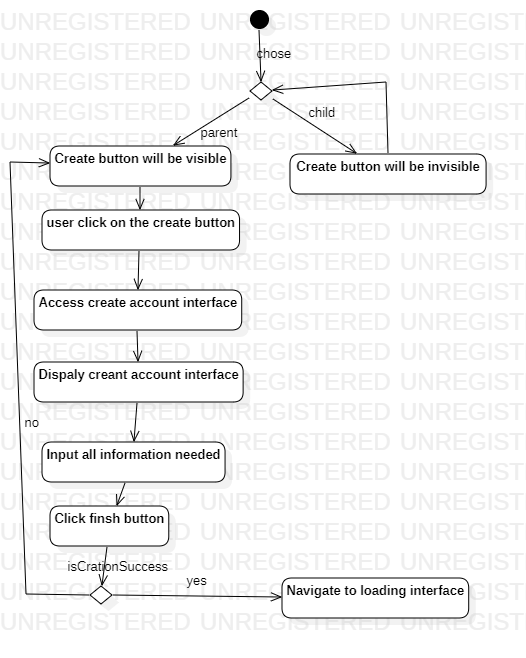 chose
child
parent
Create button will be visible
Create button will be invisible
user click on the create button
Access create account interface
Dispaly creant account interface
no
Input all information needed
Click finsh button
isCrationSuccess
yes
Navigate to loading interface
UNREGISTERED UNREGISTERED UNREGISTERED